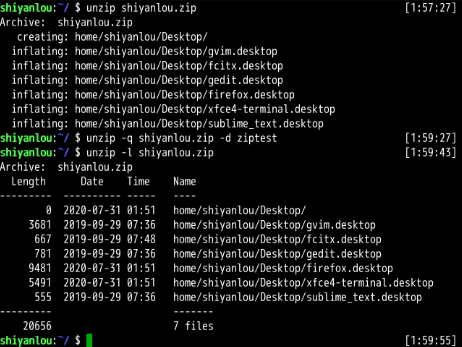 shiyanlou:~/ $ unzip shiyanlou.zip [1:57:27]
Archive:  shiyanlou.zip
   creating: home/shiyanlou/Desktop/
  inflating: home/shiyanlou/Desktop/gvim.desktop
  inflating: home/shiyanlou/Desktop/fcitx.desktop
  inflating: home/shiyanlou/Desktop/gedit.desktop
  inflating: home/shiyanlou/Desktop/firefox.desktop
  inflating: home/shiyanlou/Desktop/xfce4-terminal.desktop
  inflating: home/shiyanlou/Desktop/sublime_text.desktop
shiyanlou:~/ $ unzip -q shiyanlou.zip -d ziptest [1:59:27]
shiyanlou:~/ $ unzip -l shiyanlou.zip [1:59:43]
Archive:  shiyanlou.zip
  Length      Date    Time    Name
---------  ---------- -----   ----
        0  2020-07-31 01:51   home/shiyanlou/Desktop/
     3681  2019-09-29 07:36   home/shiyanlou/Desktop/gvim.desktop
      667  2019-09-29 07:48   home/shiyanlou/Desktop/fcitx.desktop
      781  2019-09-29 07:36   home/shiyanlou/Desktop/gedit.desktop
     9481  2020-07-31 01:51   home/shiyanlou/Desktop/firefox.desktop
     5491  2020-07-31 01:51   home/shiyanlou/Desktop/xfce4-terminal.desktop
      555  2019-09-29 07:36   home/shiyanlou/Desktop/sublime_text.desktop
---------                     -------
    20656                     7 files
shiyanlou:~/ $ [1:59:55]